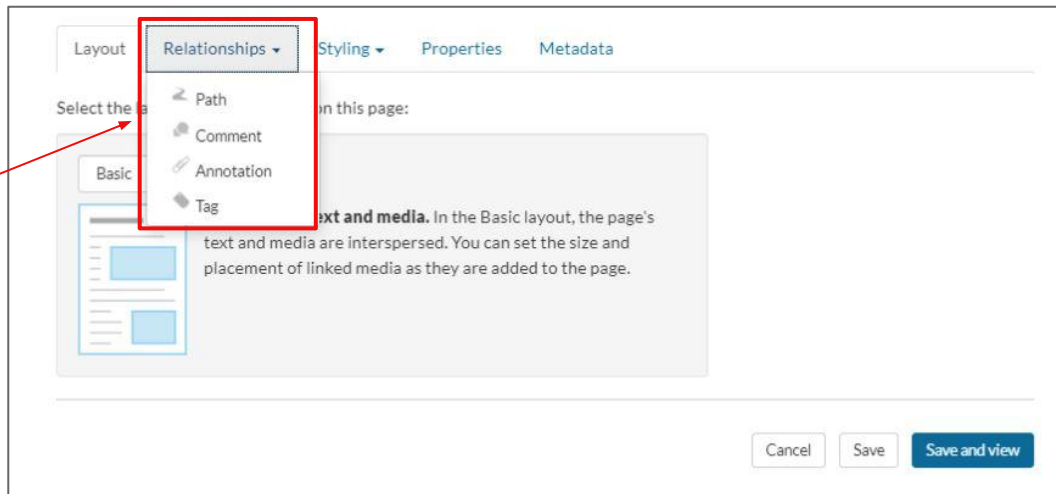 Layout Relationships Styling Properties Metadata
Select the on this page:
Path
Comment
Annotation
Tag
Basic
text and media. In the Basic layout, the page's
text and media are interspersed. You can set the size and
placement of linked media as they are added to the page.
Cancel Save Save and view